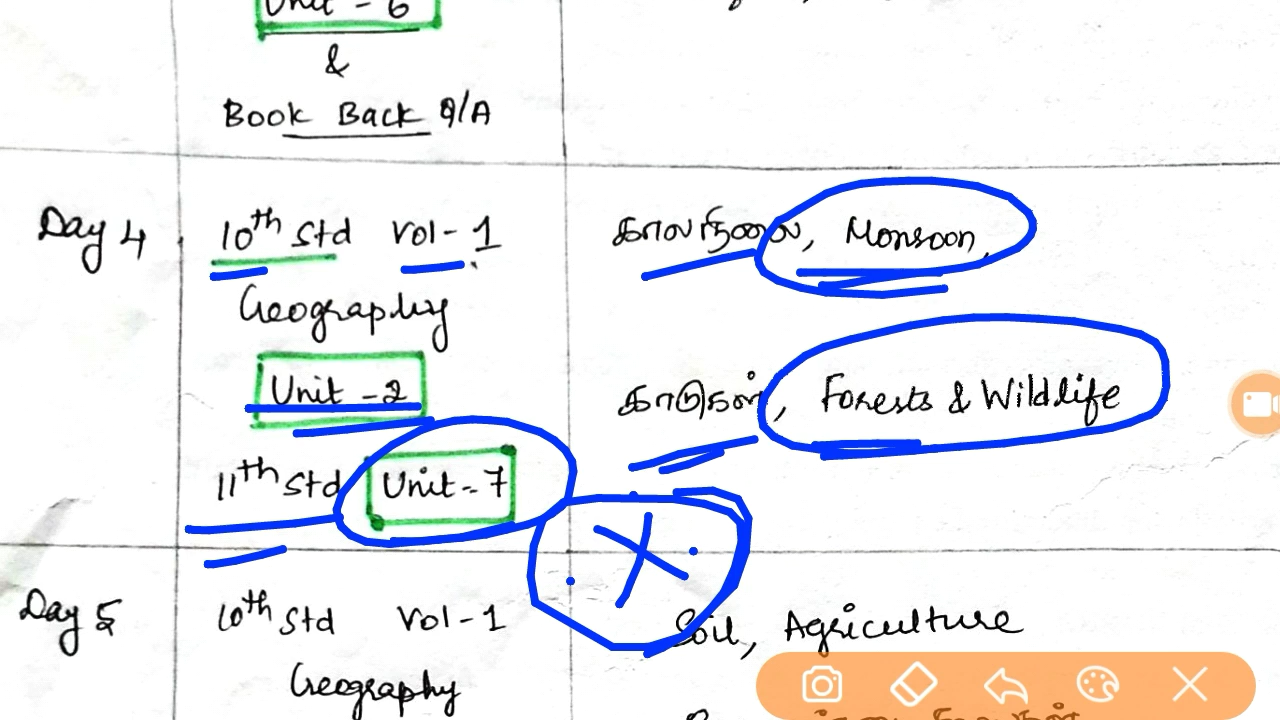 Unit - 6
&
Book Back Q/A
Day 4
10th Std Vol - 1
Geography
Unit - 2
11th Std Unit - 7
காலநிலை, Monsoon,
காடுகள், Forests & Wildlife
Day 5
10th Std Vol - 1
Geography
Soil, Agriculture